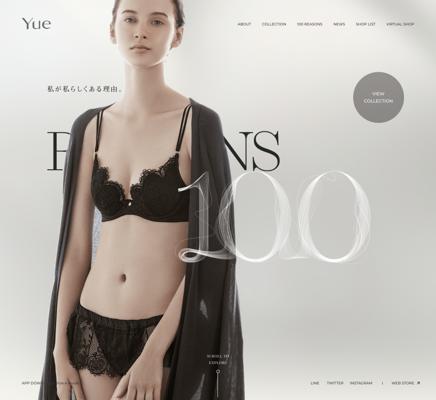 Yue
ABOUT COLLECTION 100 REASONS NEWS SHOP LIST VIRTUAL SHOP
私が私らしくある理由。
VIEW
COLLECTION
NS
100
SCROLL TO
EXPLORE
LINE TWITTER INSTAGRAM | WEB STORE